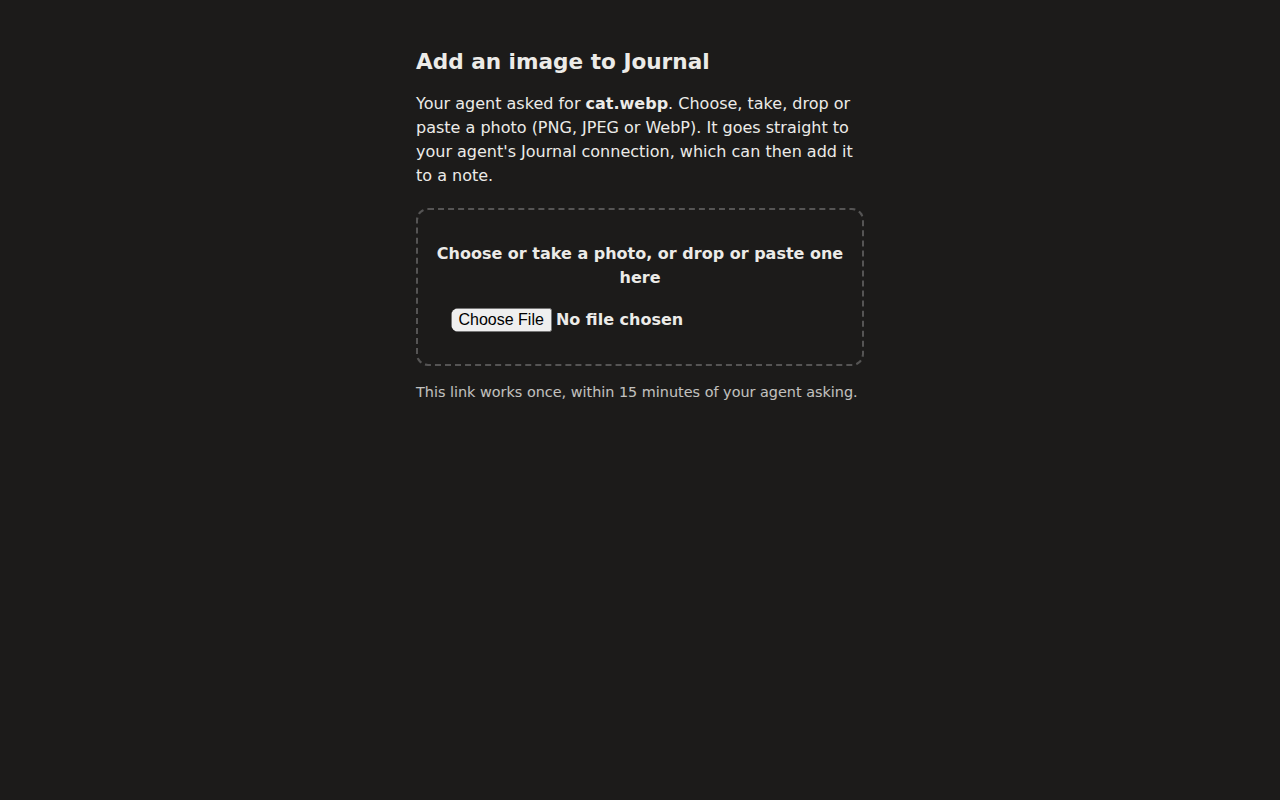 Add an image to Journal
Your agent asked for cat.webp. Choose, take, drop or
paste a photo (PNG, JPEG or WebP). It goes straight to
your agent's Journal connection, which can then add it
to a note.
Choose or take a photo, or drop or paste one
here
Choose File No file chosen
This link works once, within 15 minutes of your agent asking.